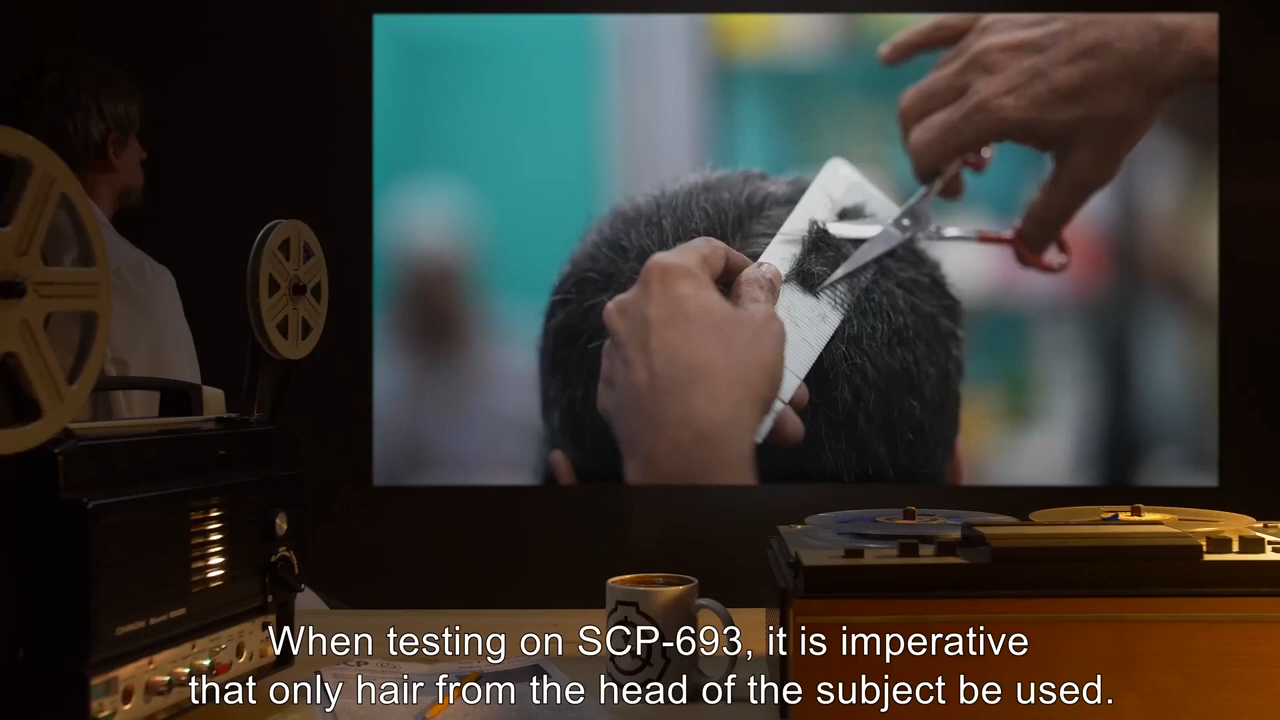 When testing on SCP-693, it is imperative
that only hair from the head of the subject be used.
SCP